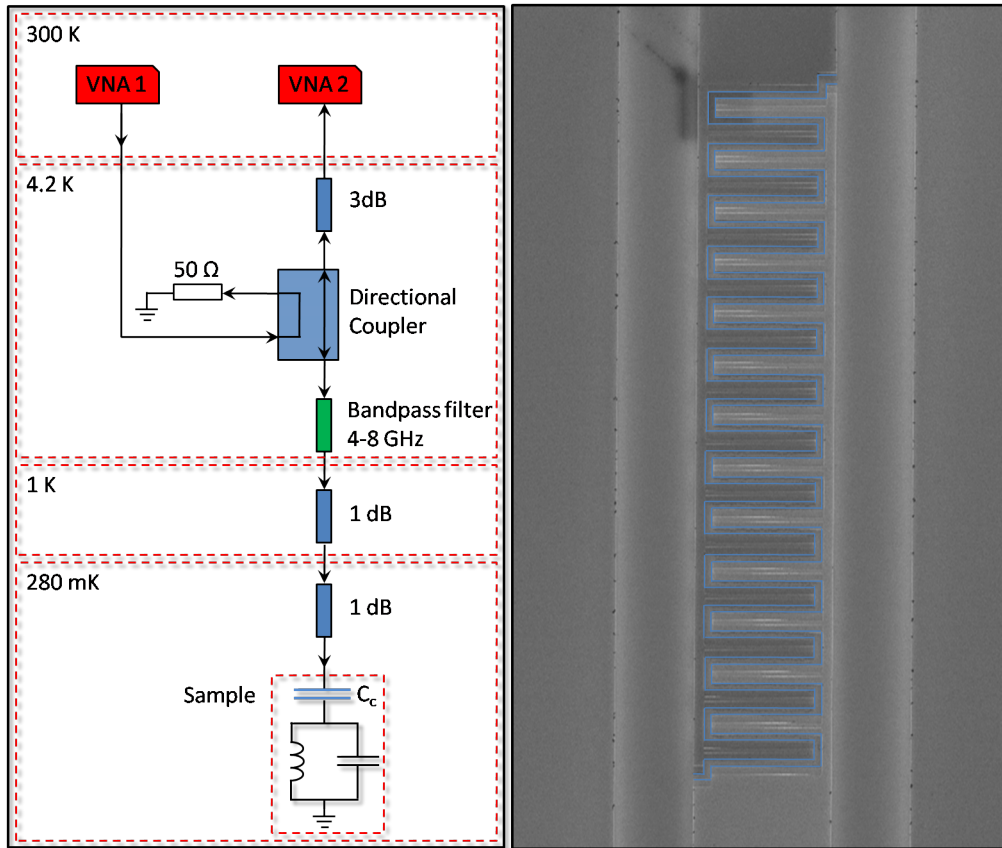 300 K
VNA 1
VNA 2
4.2 K
3dB
50 Ω
Directional
Coupler
Bandpass filter
4-8 GHz
1 K
1 dB
280 mK
1 dB
Sample
Cc